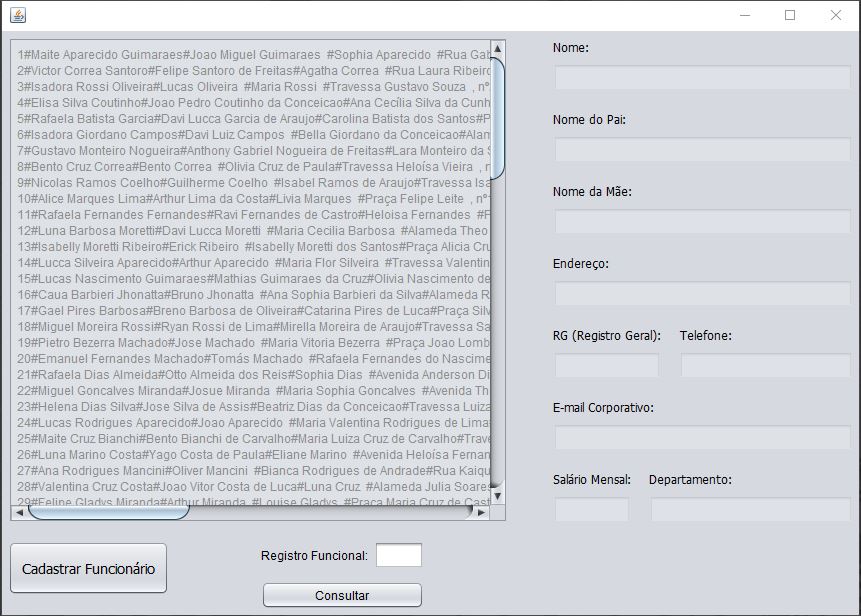 1#Maite Aparecido Guimaraes#Joao Miguel Guimaraes  #Sophia Aparecido  #Rua Gab
2#Victor Correa Santoro#Felipe Santoro de Freitas#Agatha Correa  #Rua Laura Ribeiro
3#Isadora Rossi Oliveira#Lucas Oliveira  #Maria Rossi  #Travessa Gustavo Souza  , nº
4#Elisa Silva Coutinho#Joao Pedro Coutinho da Conceicao#Ana Cecília Silva da Cunh
5#Rafaela Batista Garcia#Davi Lucca Garcia de Araujo#Carolina Batista dos Santos#P
6#Isadora Giordano Campos#Davi Luiz Campos  #Bella Giordano da Conceicao#Alam
7#Gustavo Monteiro Nogueira#Anthony Gabriel Nogueira de Freitas#Lara Monteiro da S
8#Bento Cruz Correa#Bento Correa  #Olivia Cruz de Paula#Travessa Heloísa Vieira  , n
9#Nicolas Ramos Coelho#Guilherme Coelho  #Isabel Ramos de Araujo#Travessa Isa
10#Alice Marques Lima#Arthur Lima da Costa#Livia Marques  #Praça Felipe Leite  , nº
11#Rafaela Fernandes Fernandes#Ravi Fernandes de Castro#Heloisa Fernandes  #P
12#Luna Barbosa Moretti#Davi Lucca Moretti  #Maria Cecilia Barbosa  #Alameda Theo
13#Isabelly Moretti Ribeiro#Erick Ribeiro  #Isabelly Moretti dos Santos#Praça Alicia Cru
14#Lucca Silveira Aparecido#Arthur Aparecido  #Maria Flor Silveira  #Travessa Valentin
15#Lucas Nascimento Guimaraes#Mathias Guimaraes da Cruz#Olivia Nascimento de
16#Caua Barbieri Jhonatta#Bruno Jhonatta  #Ana Sophia Barbieri da Silva#Alameda R
17#Gael Pires Barbosa#Breno Barbosa de Oliveira#Catarina Pires de Luca#Praça Silv
18#Miguel Moreira Rossi#Ryan Rossi de Lima#Mirella Moreira de Araujo#Travessa Sa
19#Pietro Bezerra Machado#Jose Machado  #Maria Vitoria Bezerra  #Praça Joao Lomb
20#Emanuel Fernandes Machado#Tomás Machado  #Rafaela Fernandes do Nascime
21#Rafaela Dias Almeida#Otto Almeida dos Reis#Sophia Dias  #Avenida Anderson Di
22#Miguel Goncalves Miranda#Josue Miranda  #Maria Sophia Goncalves  #Avenida Th
23#Helena Dias Silva#Jose Silva de Assis#Beatriz Dias da Conceicao#Travessa Luiza
24#Lucas Rodrigues Aparecido#Joao Aparecido  #Maria Valentina Rodrigues de Lima#
25#Maite Cruz Bianchi#Bento Bianchi de Carvalho#Maria Luiza Cruz de Carvalho#Trave
26#Luna Marino Costa#Yago Costa de Paula#Eliane Marino  #Avenida Heloísa Fernan
27#Ana Rodrigues Mancini#Oliver Mancini  #Bianca Rodrigues de Andrade#Rua Kaiqu
28#Valentina Cruz Costa#Joao Vitor Costa de Luca#Luna Cruz  #Alameda Julia Soares
29#Feline Gladys Miranda#Arthur Miranda  #Louise Gladys  #Praça Maria Cruz de Cast
Cadastrar Funcionário
Registro Funcional:
Consultar
Nome:
Nome do Pai:
Nome da Mãe:
Endereço:
RG (Registro Geral): Telefone:
E-mail Corporativo:
Salário Mensal: Departamento: